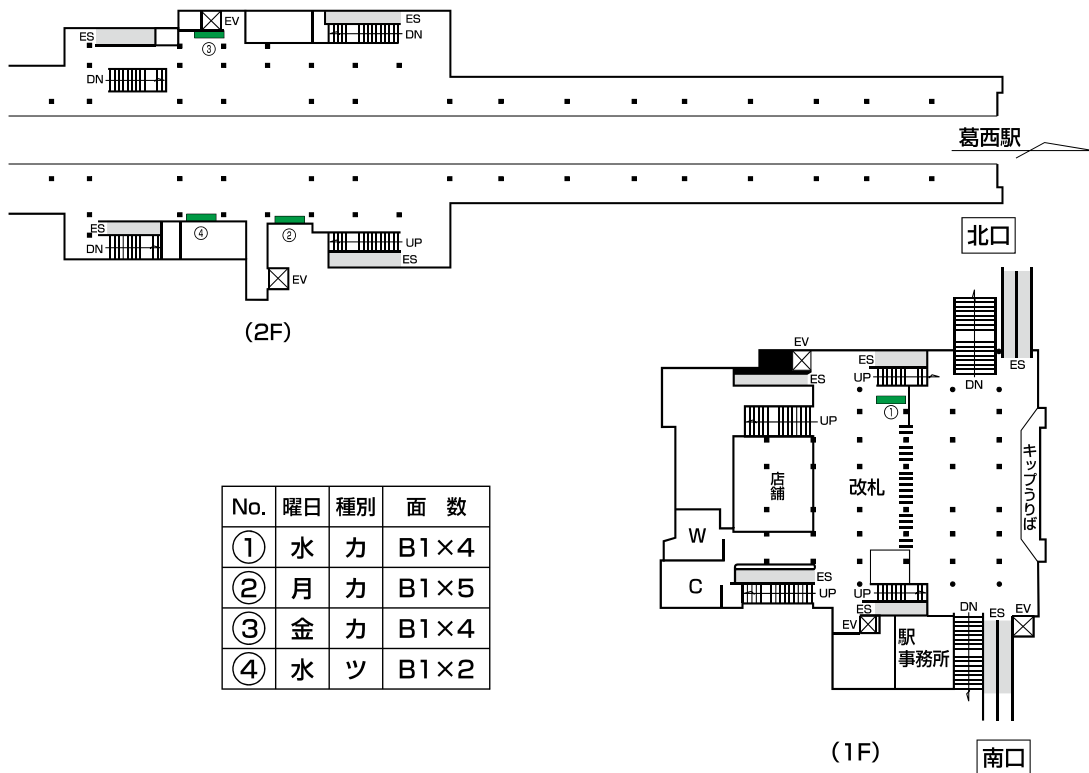 ES
EV
③
ES
DN
DN
葛西駅
ES
DN
④
②
UP
ES
EV
(2F)
北口
EV
ES
UP
ES
DN
ES
①
UP
店舗
改札
キップうりば
W
C
ES
UP
UP
ES
EV
DN
ES
EV
駅
事務所
(1F)
南口
No. 曜日 種別 面 数
① 水 カ B1×4
② 月 カ B1×5
③ 金 カ B1×4
④ 水 ツ B1×2